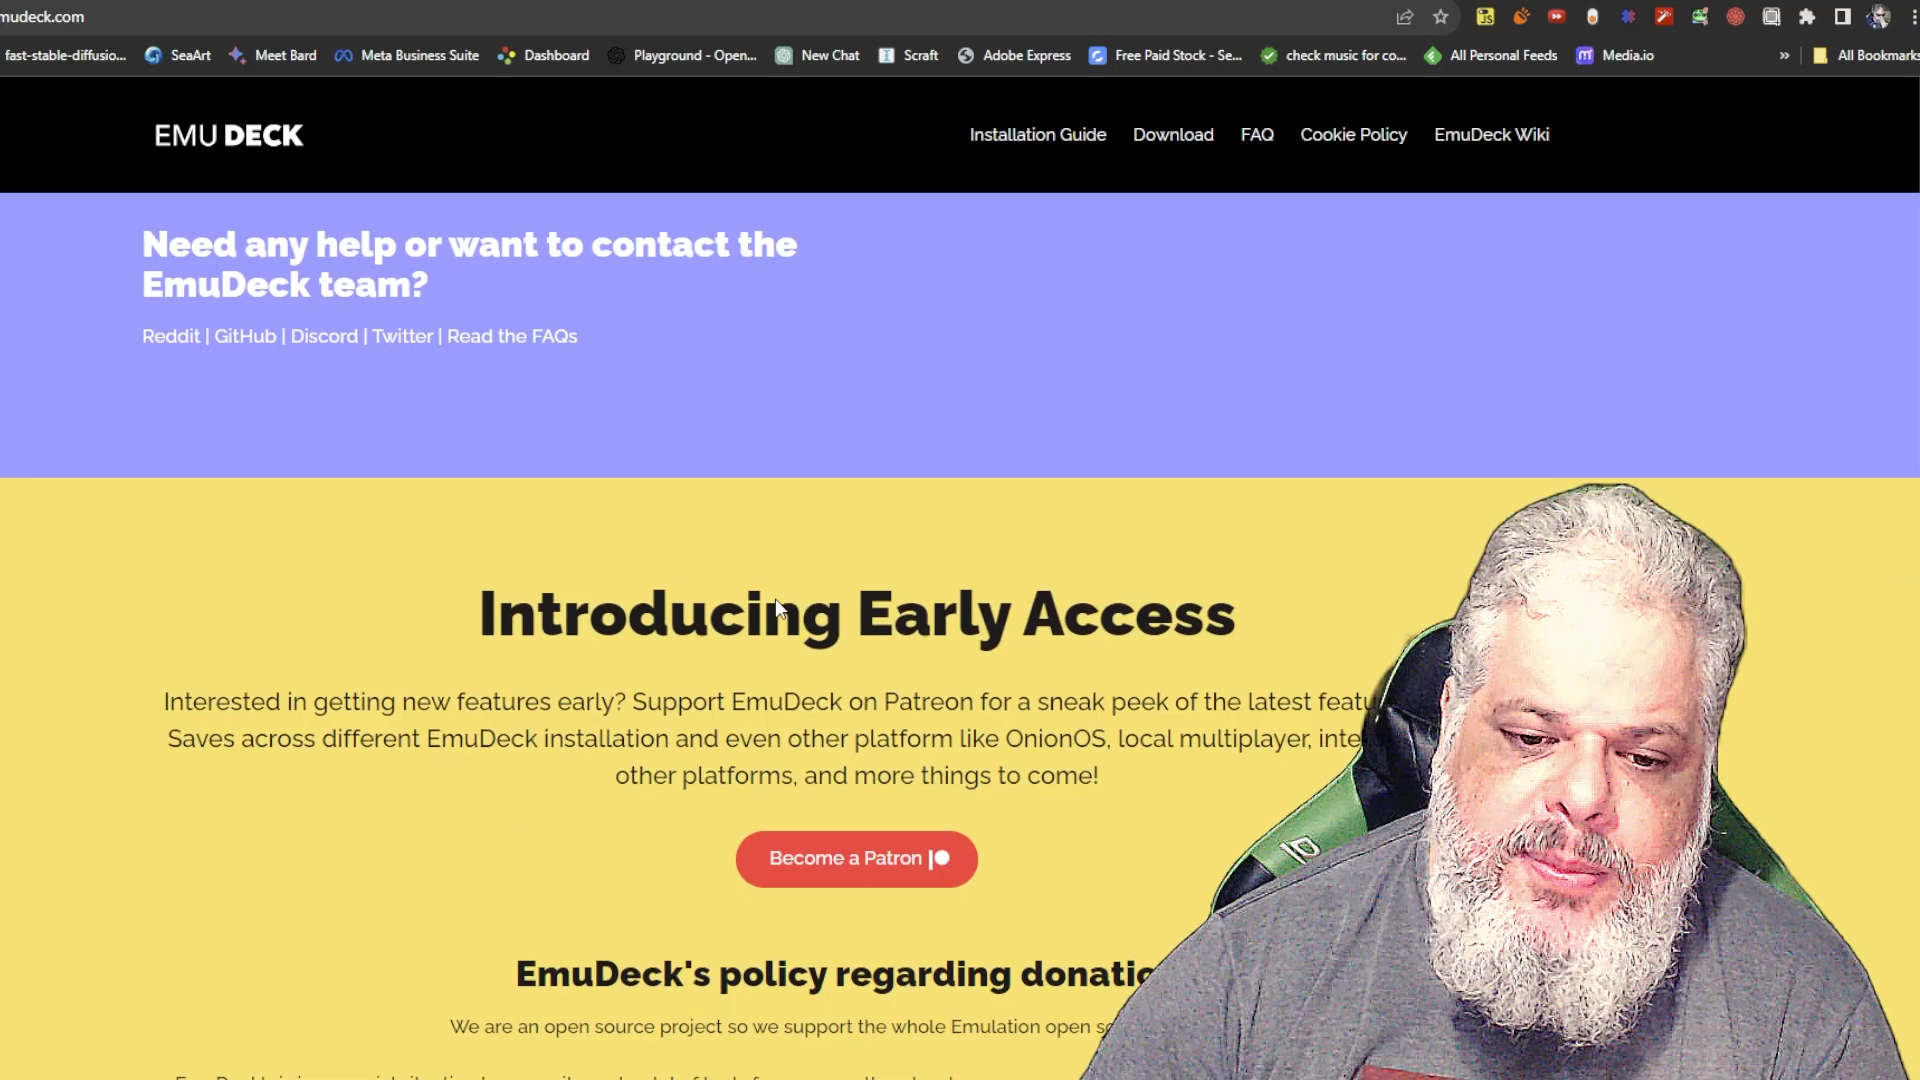 mudeck.com
fast-stable-diffusio... SeaArt Meet Bard Meta Business Suite Dashboard Playground - Open... New Chat Scraft Adobe Express Free Paid Stock - Se... check music for co... All Personal Feeds Media.io » All Bookmarks
EMU DECK
Installation Guide Download FAQ Cookie Policy EmuDeck Wiki
Need any help or want to contact the
EmuDeck team?
Reddit | GitHub | Discord | Twitter | Read the FAQs
Introducing Early Access
Interested in getting new features early? Support EmuDeck on Patreon for a sneak peek of the latest featu
Saves across different EmuDeck installation and even other platform like OnionOS, local multiplayer, inte
other platforms, and more things to come!
Become a Patron
EmuDeck's policy regarding donatio
We are an open source project so we support the whole Emulation open s